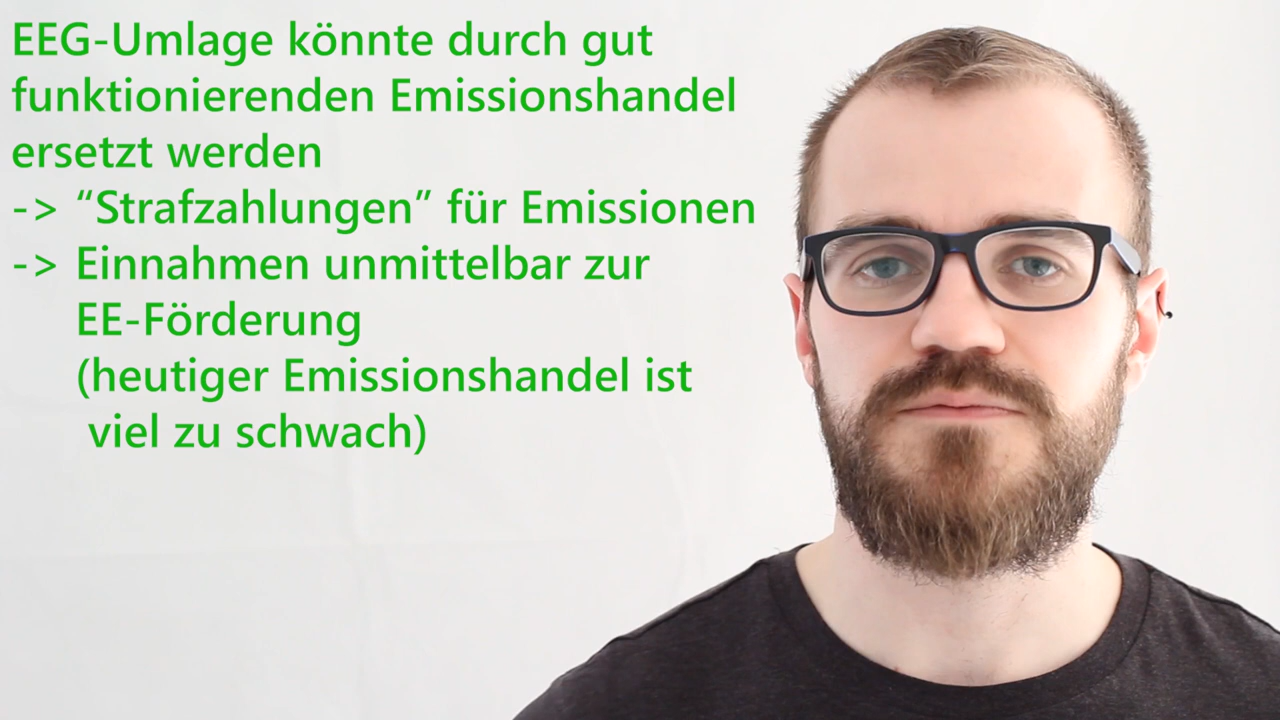 EEG-Umlage könnte durch gut
funktionierenden Emissionshandel
ersetzt werden
-> “Strafzahlungen” für Emissionen
-> Einnahmen unmittelbar zur
EE-Förderung
(heutiger Emissionshandel ist
viel zu schwach)